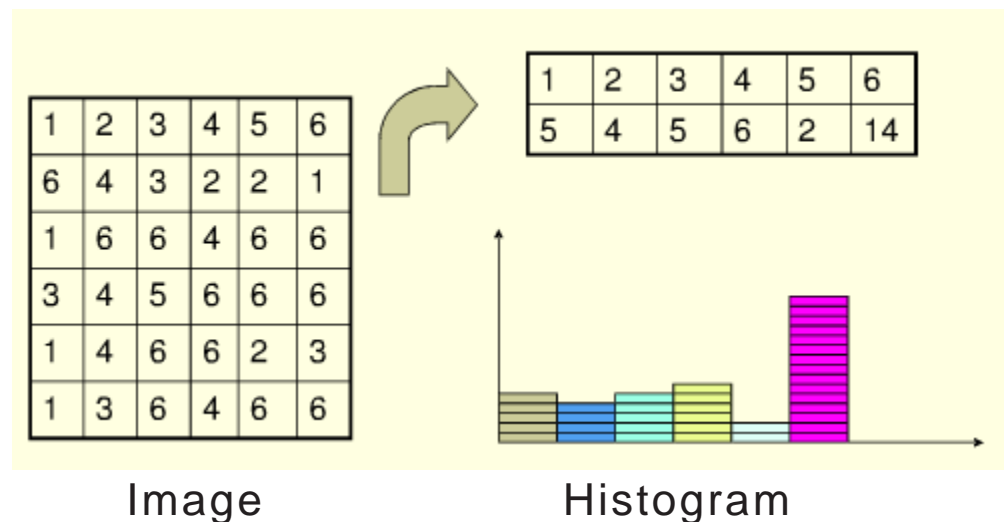 1 2 3 4 5 6
6 4 3 2 2 1
1 6 6 4 6 6
3 4 5 6 6 6
1 4 6 6 2 3
1 3 6 4 6 6
Image
1 2 3 4 5 6
5 4 5 6 2 14
Histogram